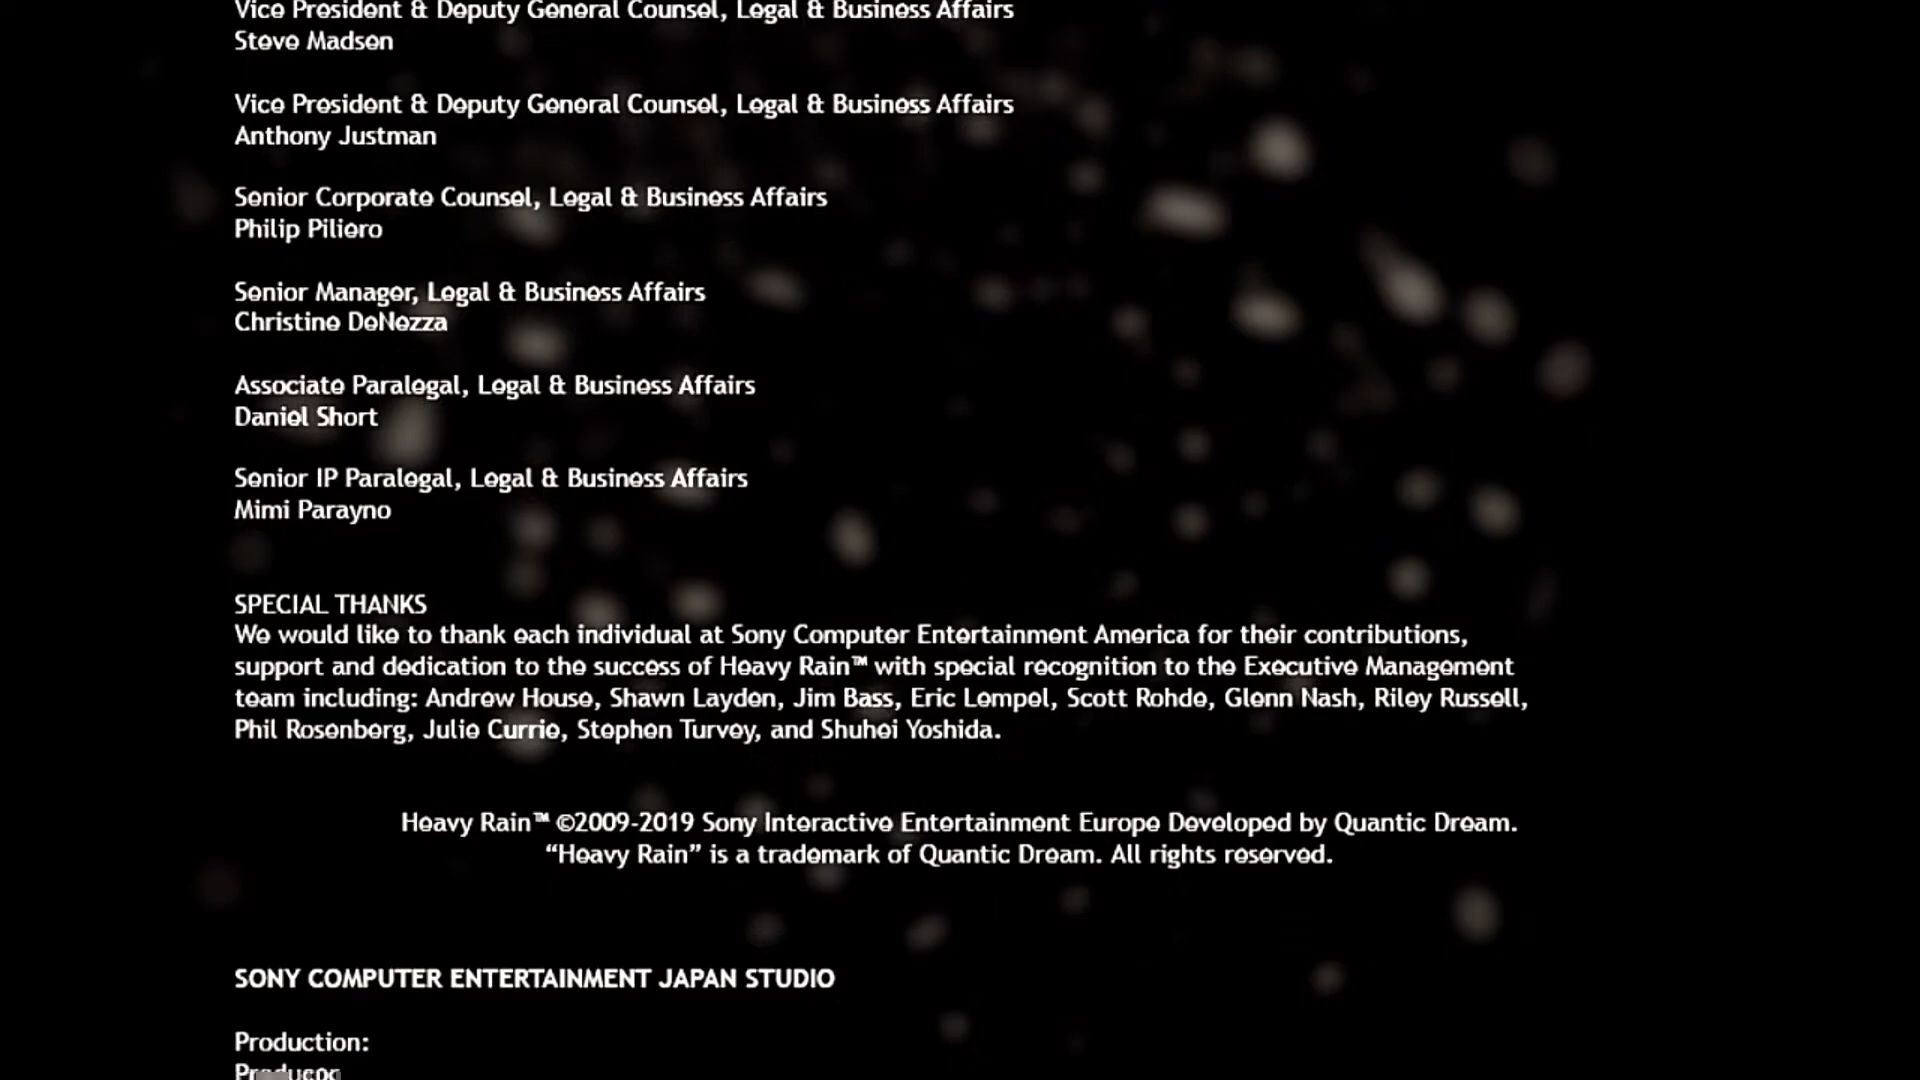 Vice President & Deputy General Counsel, Legal & Business Affairs
Steve Madsen
Vice President & Deputy General Counsel, Legal & Business Affairs
Anthony Justman
Senior Corporate Counsel, Legal & Business Affairs
Philip Piliero
Senior Manager, Legal & Business Affairs
Christine DeNezza
Associate Paralegal, Legal & Business Affairs
Daniel Short
Senior IP Paralegal, Legal & Business Affairs
Mimi Parayno
SPECIAL THANKS
We would like to thank each individual at Sony Computer Entertainment America for their contributions,
support and dedication to the success of Heavy Rain™ with special recognition to the Executive Management
team including: Andrew House, Shawn Layden, Jim Bass, Eric Lempel, Scott Rohde, Glenn Nash, Riley Russell,
Phil Rosenberg, Julie Currie, Stephen Turvey, and Shuhei Yoshida.
Heavy Rain™ ©2009-2019 Sony Interactive Entertainment Europe Developed by Quantic Dream.
“Heavy Rain” is a trademark of Quantic Dream. All rights reserved.
SONY COMPUTER ENTERTAINMENT JAPAN STUDIO
Production:
Producer